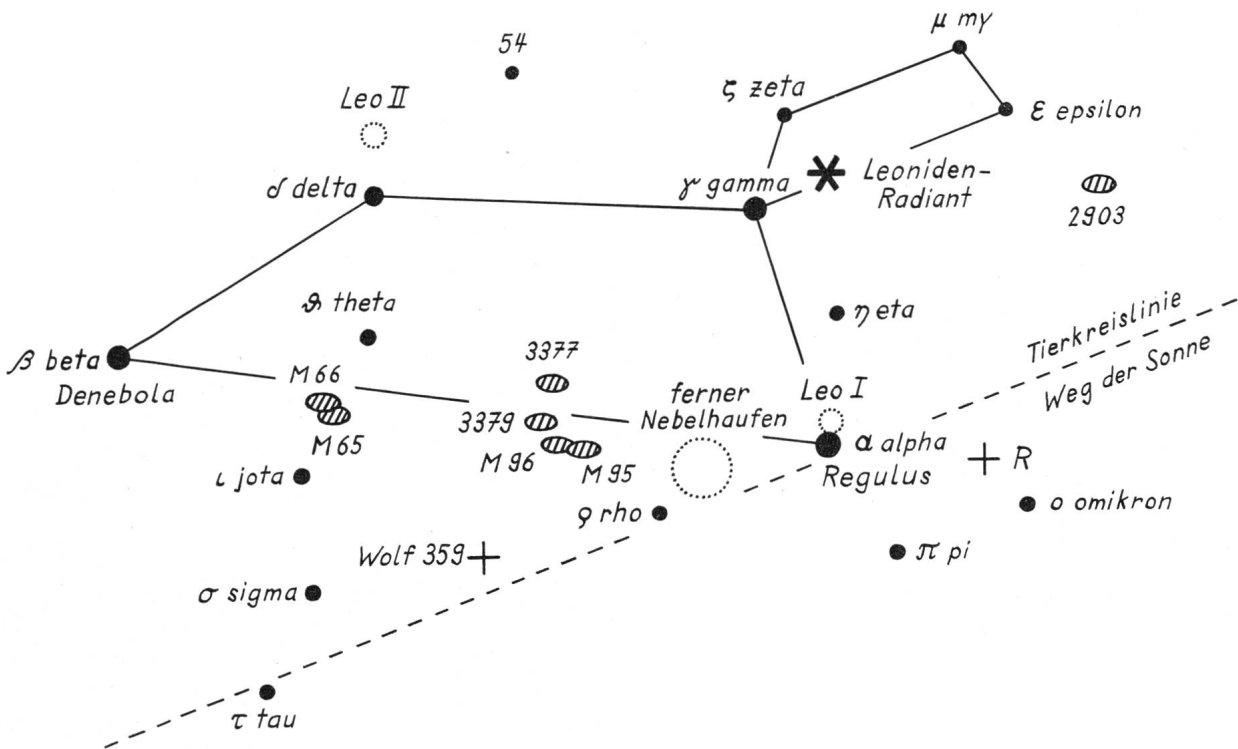 μ my
54
ζ zeta
Leo II
ε epsilon
δ delta
γ gamma
Leoniden-
Radiant
2903
ϑ theta
η eta
Tierkreislinie
Weg der Sonne
β beta
Denebola
M 66
M 65
3377
3379
M 96
M 95
ferner
Nebelhaufen
Leo I
α alpha
Regulus
R
ι jota
ϱ rho
ο omikron
π pi
Wolf 359
σ sigma
τ tau